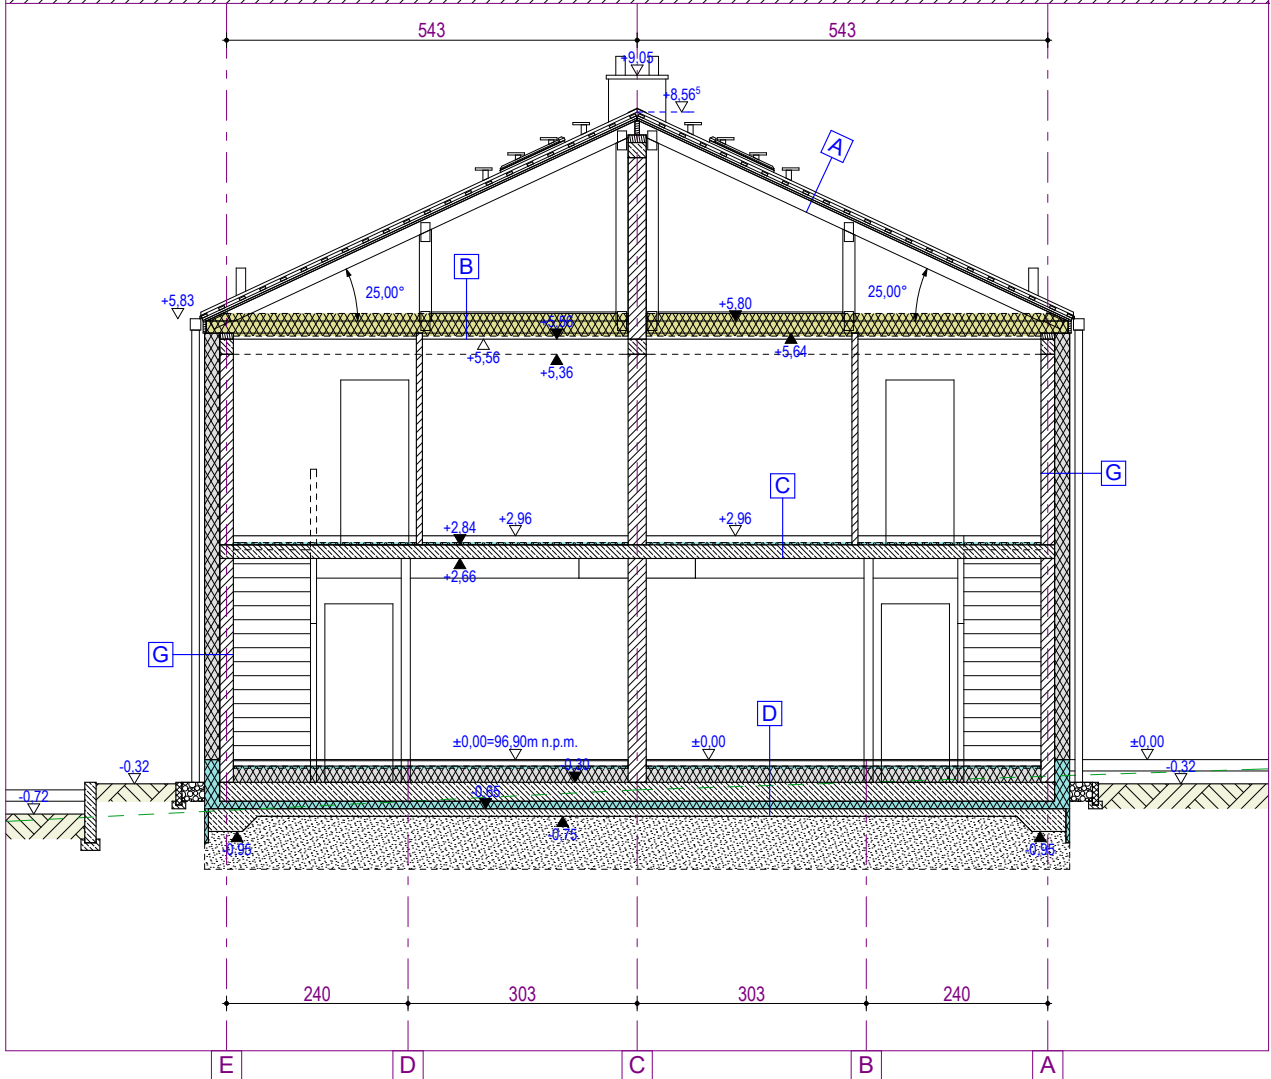 543 543
+9,05
+8,56⁵
A
B
25,00° 25,00°
+5,83
+5,80
+5,56
+5,64
+5,36
G
C
+2,84 +2,96 +2,96
+2,66
G
D
±0,00=96,90m n.p.m. ±0,00 ±0,00
-0,32 -0,30 -0,32
-0,72 -0,65
-0,75
-0,95 -0,95
240 303 303 240
E D C B A